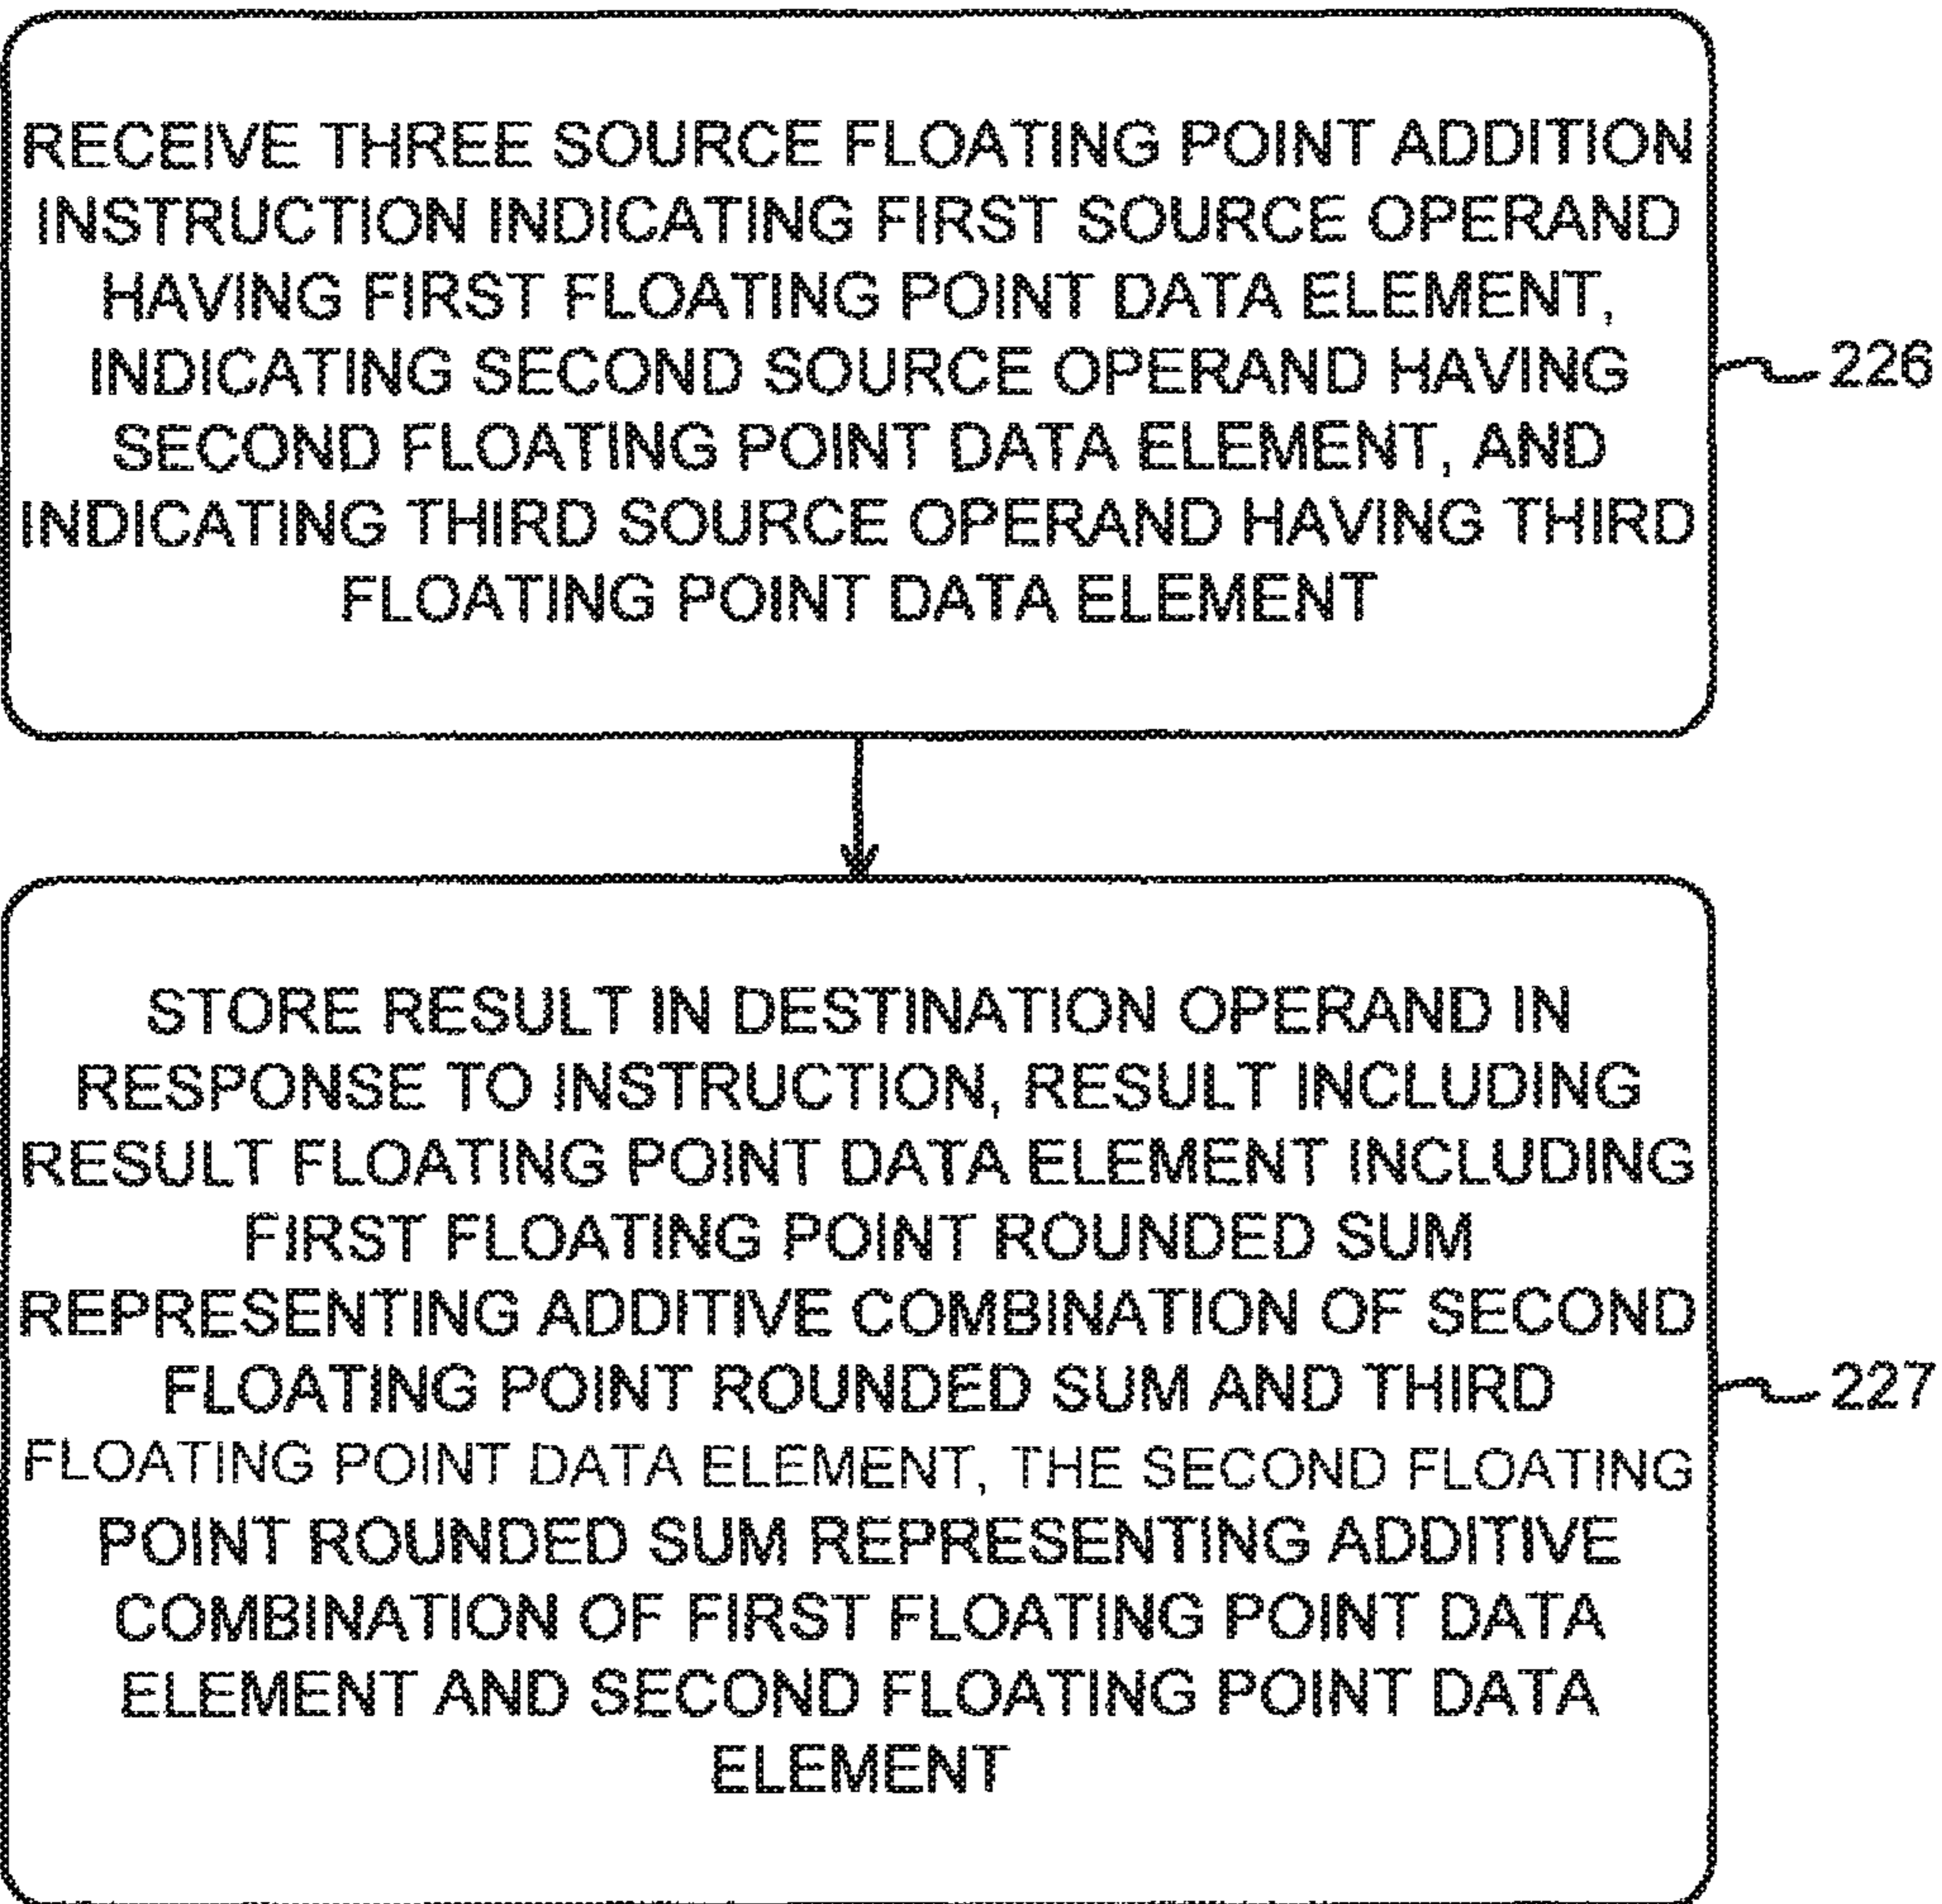 RECEIVE THREE SOURCE FLOATING POINT ADDITION
INSTRUCTION INDICATING FIRST SOURCE OPERAND
HAVING FIRST FLOATING POINT DATA ELEMENT,
INDICATING SECOND SOURCE OPERAND HAVING
SECOND FLOATING POINT DATA ELEMENT, AND
INDICATING THIRD SOURCE OPERAND HAVING THIRD
FLOATING POINT DATA ELEMENT
226
STORE RESULT IN DESTINATION OPERAND IN
RESPONSE TO INSTRUCTION, RESULT INCLUDING
RESULT FLOATING POINT DATA ELEMENT INCLUDING
FIRST FLOATING POINT ROUNDED SUM
REPRESENTING ADDITIVE COMBINATION OF SECOND
FLOATING POINT ROUNDED SUM AND THIRD
FLOATING POINT DATA ELEMENT, THE SECOND FLOATING
POINT ROUNDED SUM REPRESENTING ADDITIVE
COMBINATION OF FIRST FLOATING POINT DATA
ELEMENT AND SECOND FLOATING POINT DATA
ELEMENT
227